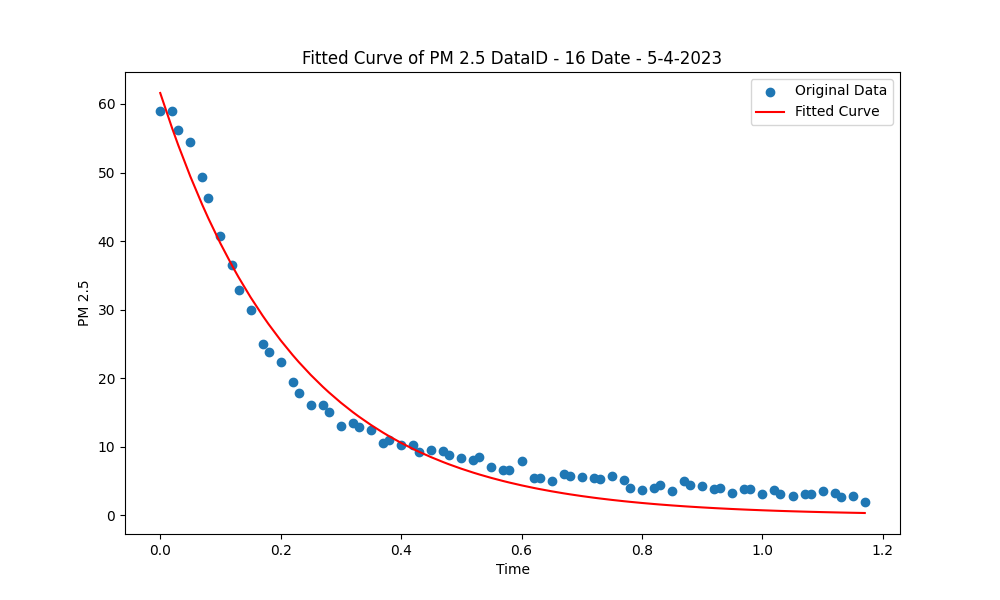 Fitted Curve of PM 2.5 DataID - 16 Date - 5-4-2023
Original Data
Fitted Curve
PM 2.5
60
50
40
30
20
10
0
0.0 0.2 0.4 0.6 0.8 1.0 1.2
Time